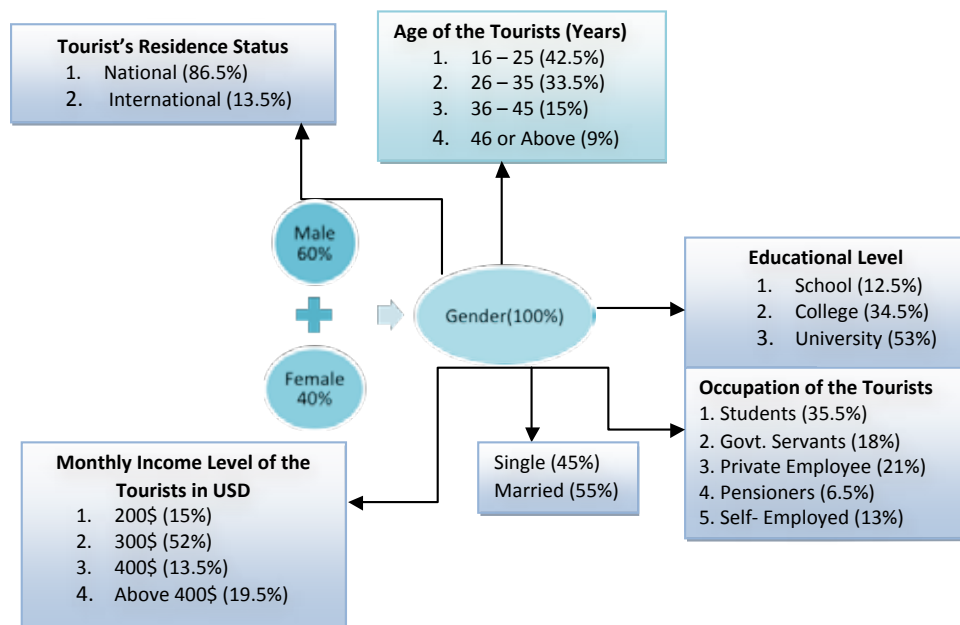 Tourist's Residence Status
1. National (86.5%)
2. International (13.5%)
Age of the Tourists (Years)
1. 16 – 25 (42.5%)
2. 26 – 35 (33.5%)
3. 36 – 45 (15%)
4. 46 or Above (9%)
Male
60%
Female
40%
Gender(100%)
Educational Level
1. School (12.5%)
2. College (34.5%)
3. University (53%)
Occupation of the Tourists
1. Students (35.5%)
2. Govt. Servants (18%)
3. Private Employee (21%)
4. Pensioners (6.5%)
5. Self- Employed (13%)
Single (45%)
Married (55%)
Monthly Income Level of the
Tourists in USD
1. 200$ (15%)
2. 300$ (52%)
3. 400$ (13.5%)
4. Above 400$ (19.5%)